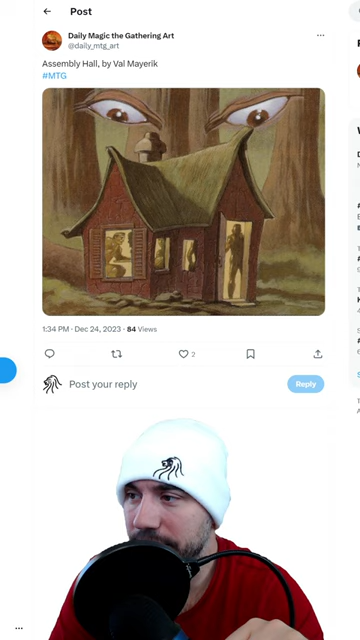 Post
Daily Magic the Gathering Art
@daily_mtg_art
Assembly Hall, by Val Mayerik
#MTG
1:34 PM · Dec 24, 2023 · 84 Views
2
Post your reply
Reply